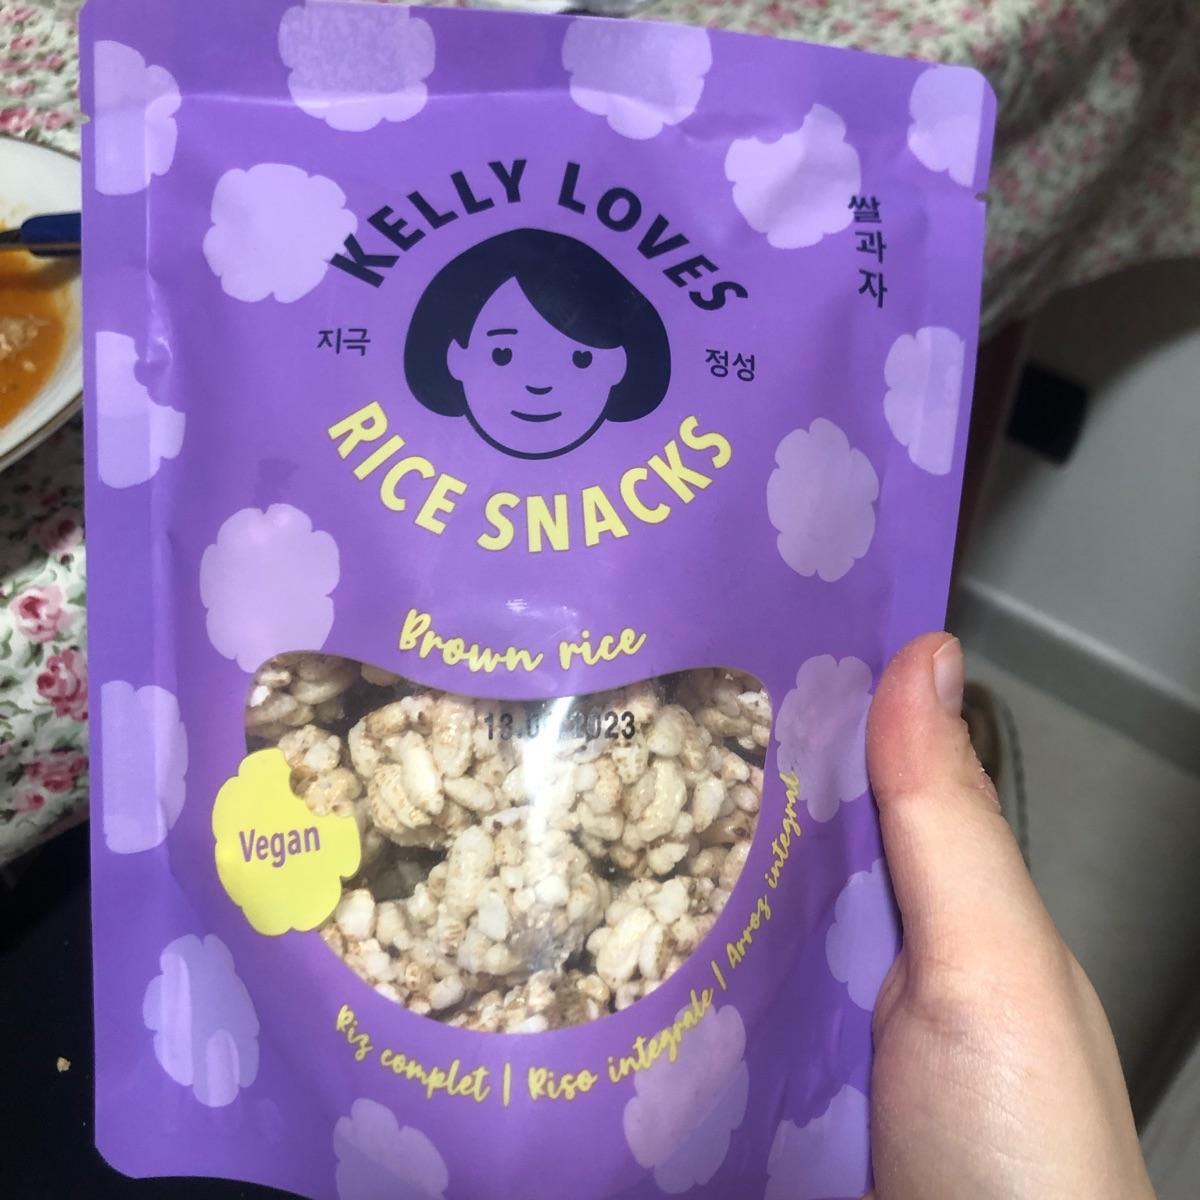 KELLY LOVES
쌀과자
지극
정성
RICE SNACKS
Brown rice
Vegan
Riz complet | Riso integrale | Arroz integral